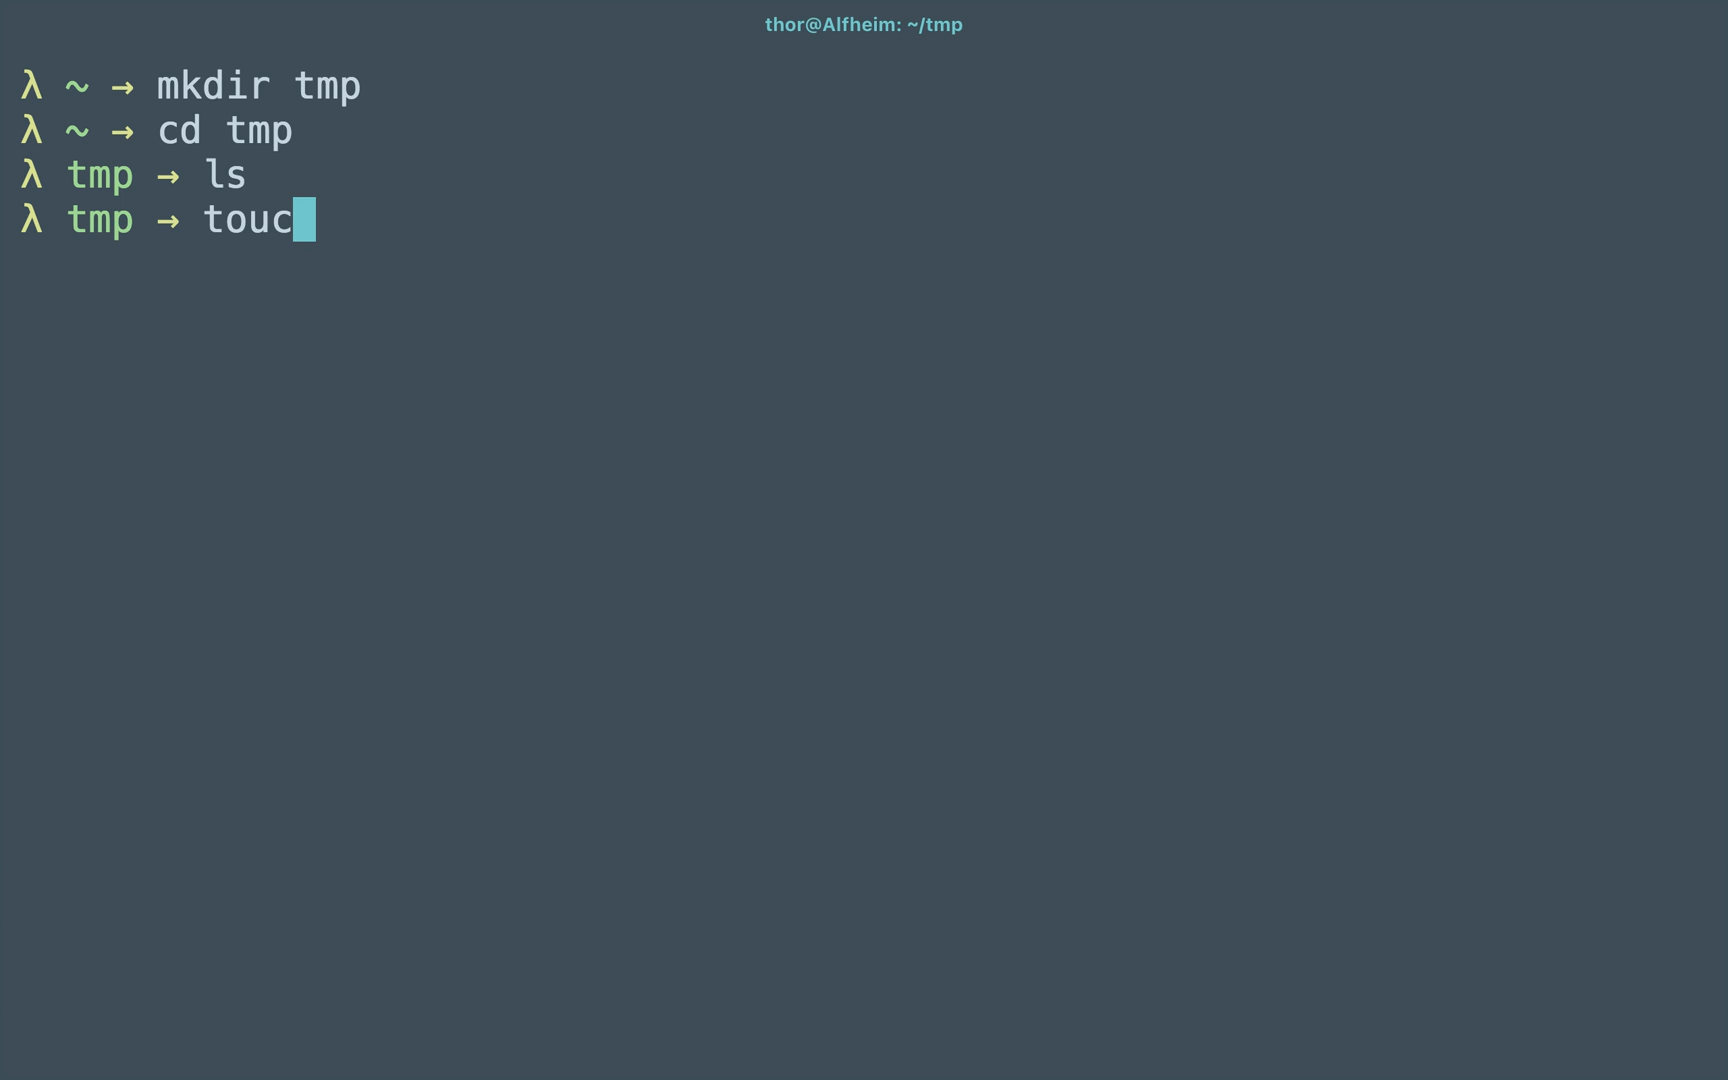 thor@Alfheim: ~/tmp
λ ~ → mkdir tmp
λ ~ → cd tmp
λ tmp → ls
λ tmp → touc